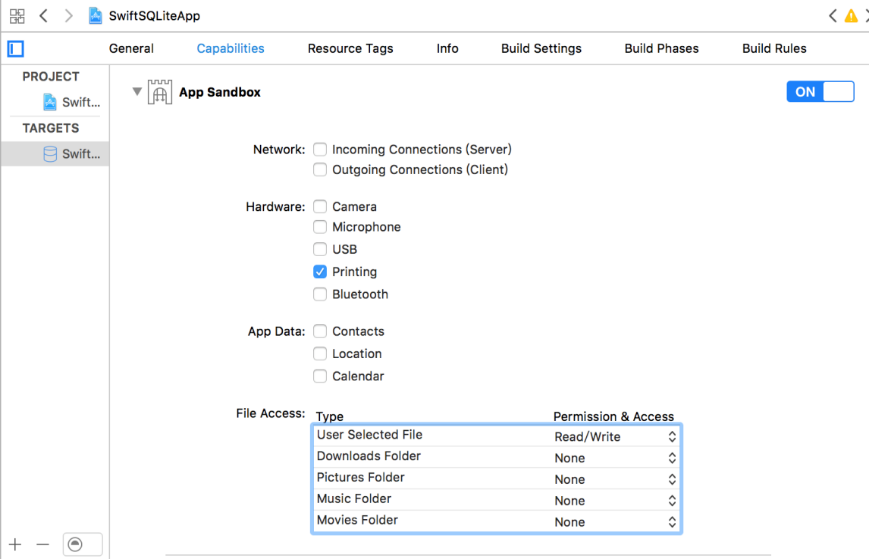 SwiftSQLiteApp
General Capabilities Resource Tags Info Build Settings Build Phases Build Rules
PROJECT
Swift...
TARGETS
Swift...
App Sandbox
ON
Network: Incoming Connections (Server)
Outgoing Connections (Client)
Hardware: Camera
Microphone
USB
Printing
Bluetooth
App Data: Contacts
Location
Calendar
File Access: Type Permission & Access
User Selected File Read/Write
Downloads Folder None
Pictures Folder None
Music Folder None
Movies Folder None